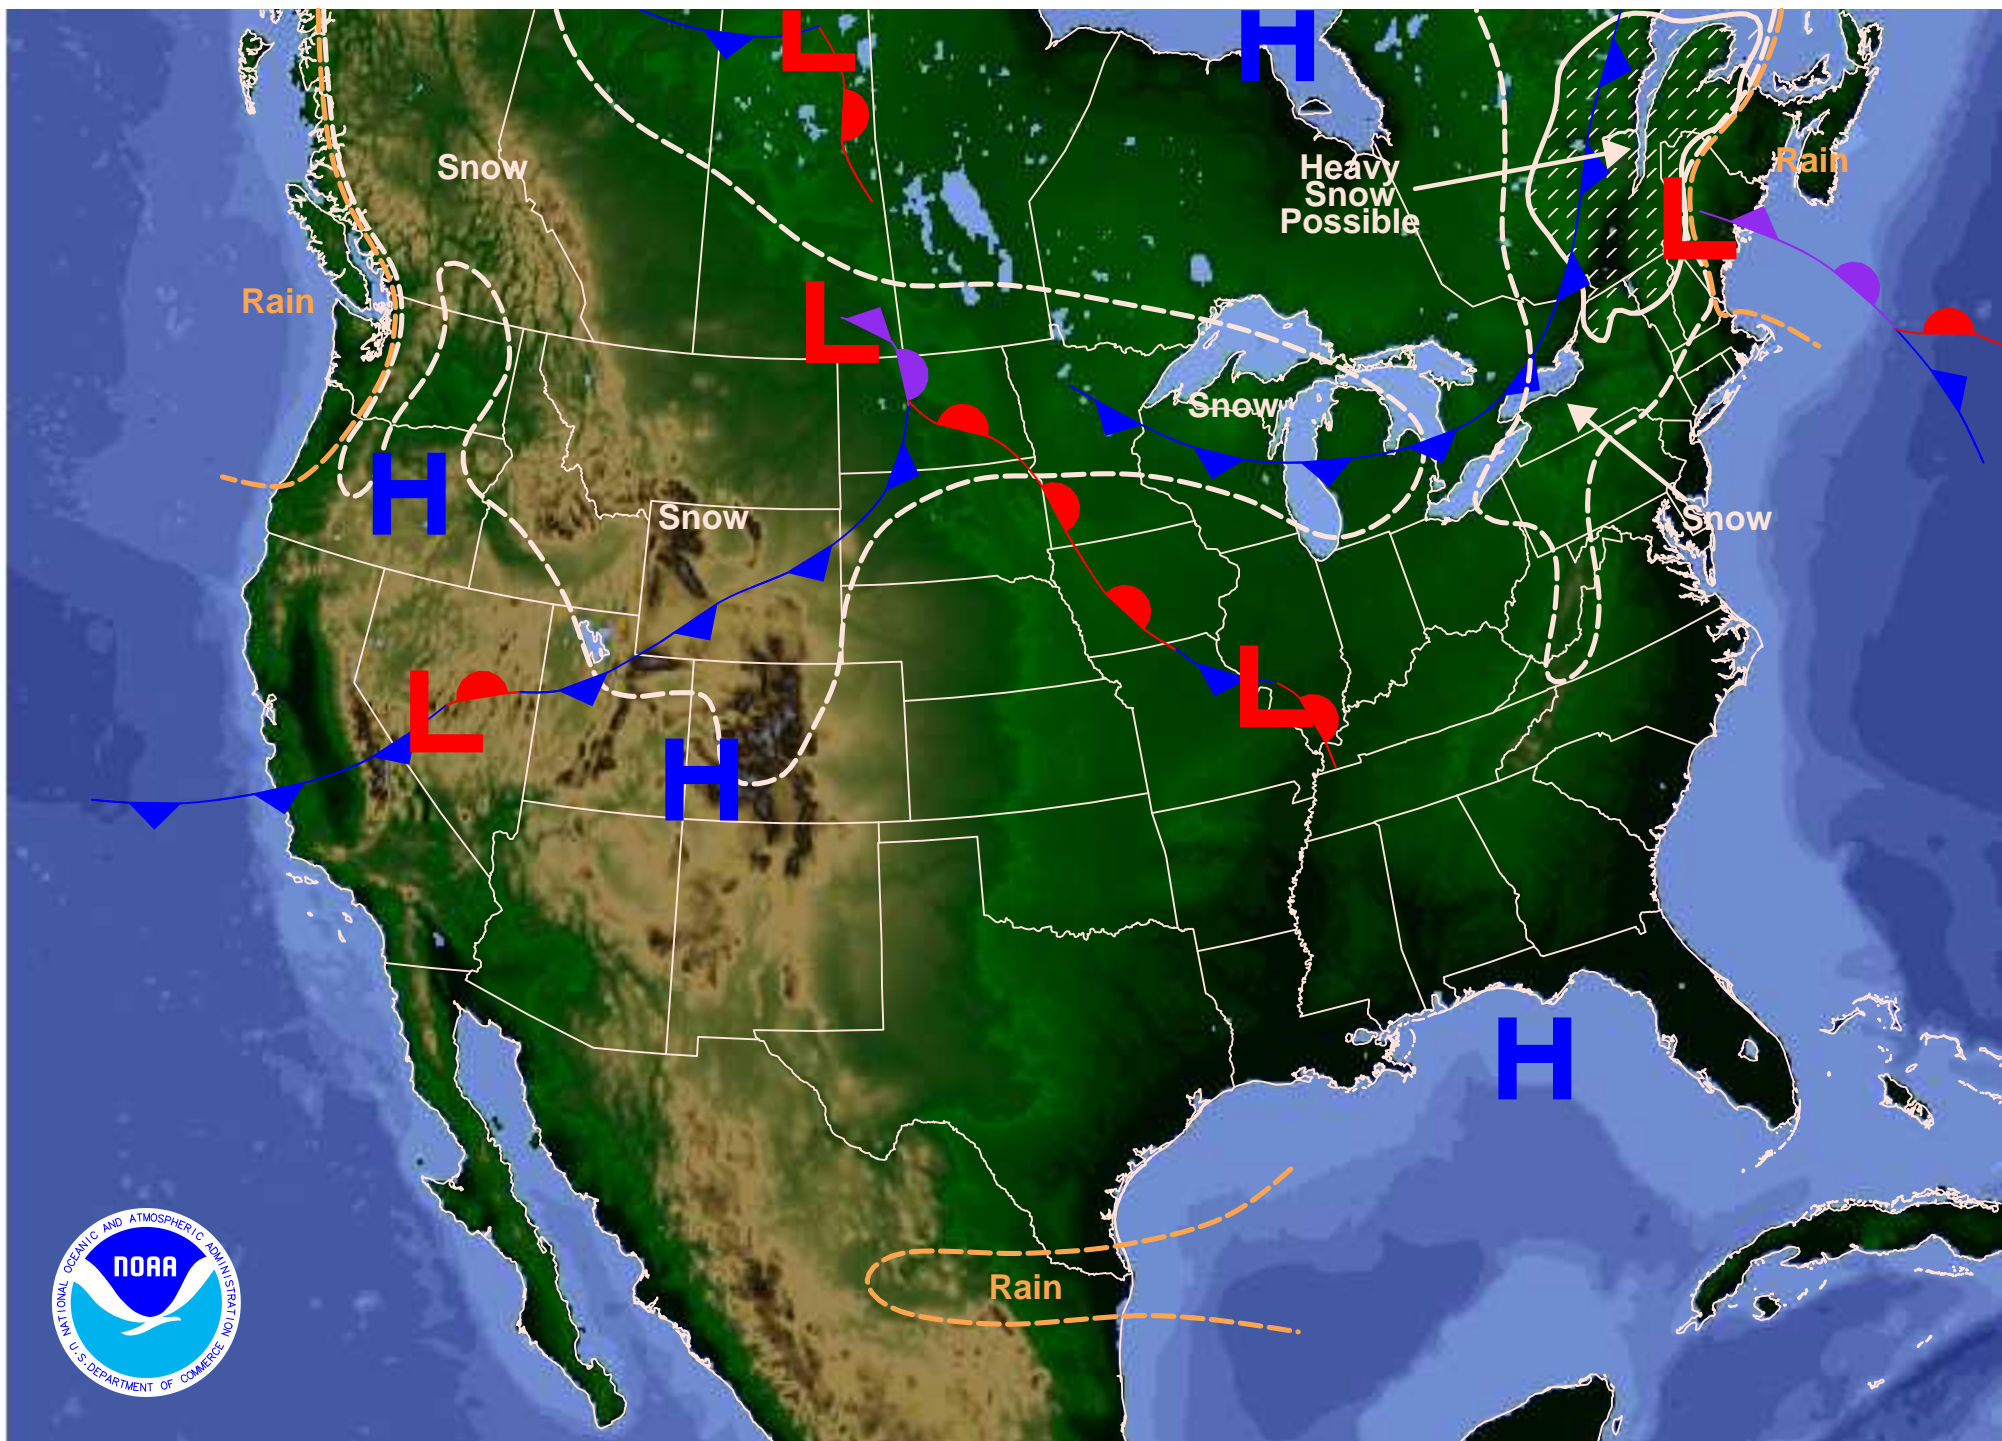 L
H
Snow
Heavy
Snow
Possible
Rain
L
Rain
L
Snow
H
Snow
Snow
L
L
H
H
Rain
NATIONAL OCEANIC AND ATMOSPHERIC ADMINISTRATION
NOAA
U.S. DEPARTMENT OF COMMERCE